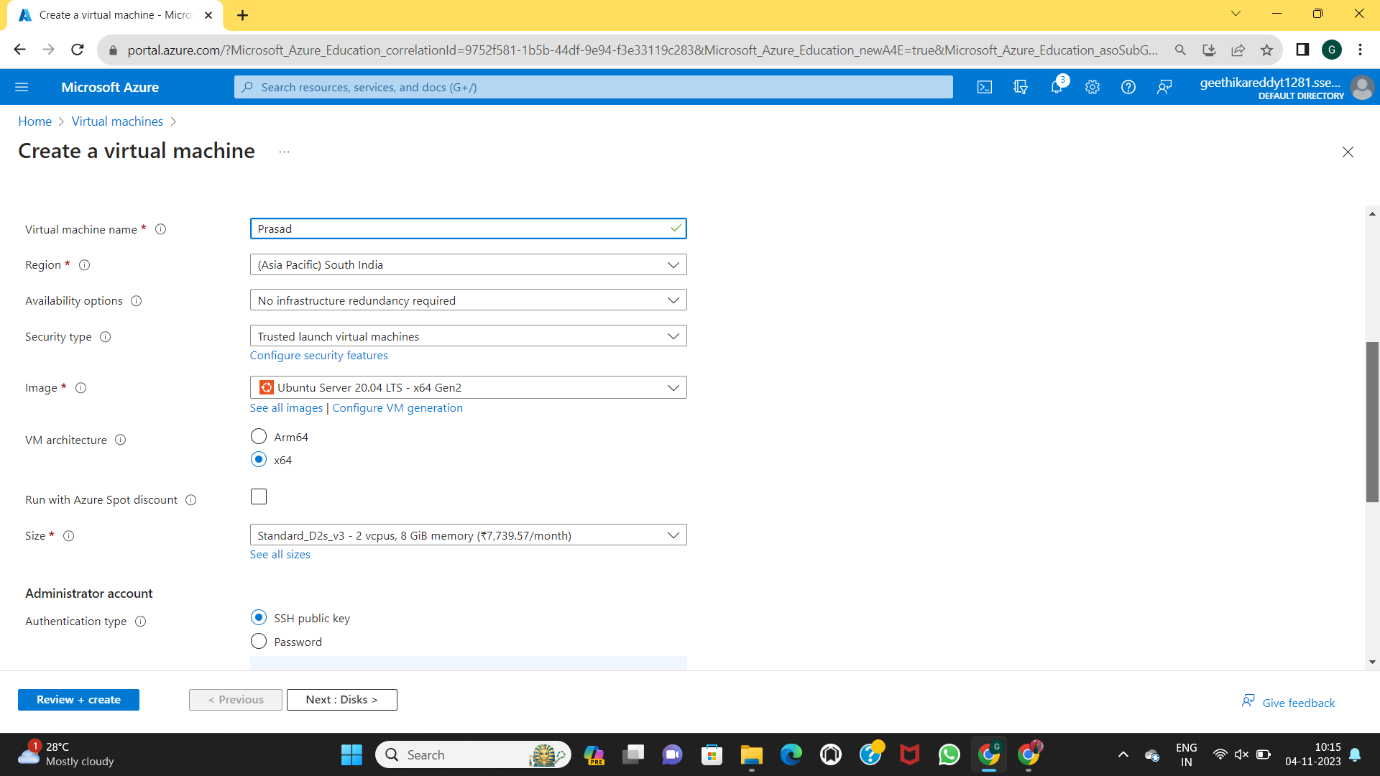 Create a virtual machine - Micro
portal.azure.com/?Microsoft_Azure_Education_correlationId=9752f581-1b5b-44df-9e94-f3e33119c283&Microsoft_Azure_Education_newA4E=true&Microsoft_Azure_Education_asoSubG...
G
Microsoft Azure
Search resources, services, and docs (G+/)
3
geethikareddyt1281.sse...
DEFAULT DIRECTORY
Home > Virtual machines >
Create a virtual machine ...
Virtual machine name *
Prasad
Region *
(Asia Pacific) South India
Availability options
No infrastructure redundancy required
Security type
Trusted launch virtual machines
Configure security features
Image *
Ubuntu Server 20.04 LTS - x64 Gen2
See all images | Configure VM generation
VM architecture
Arm64
x64
Run with Azure Spot discount
Size *
Standard_D2s_v3 - 2 vcpus, 8 GiB memory (₹7,739.57/month)
See all sizes
Administrator account
Authentication type
SSH public key
Password
Review + create
< Previous
Next : Disks >
Give feedback
1
28°C
Mostly cloudy
Search
PRE
ENG
IN
10:15
04-11-2023